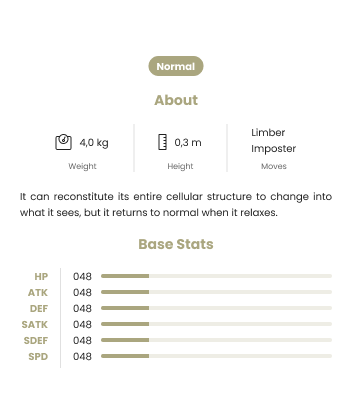 Normal
About
4,0 kg
0,3 m
Limber
Imposter
Weight
Height
Moves
It can reconstitute its entire cellular structure to change into
what it sees, but it returns to normal when it relaxes.
Base Stats
HP 048
ATK 048
DEF 048
SATK 048
SDEF 048
SPD 048